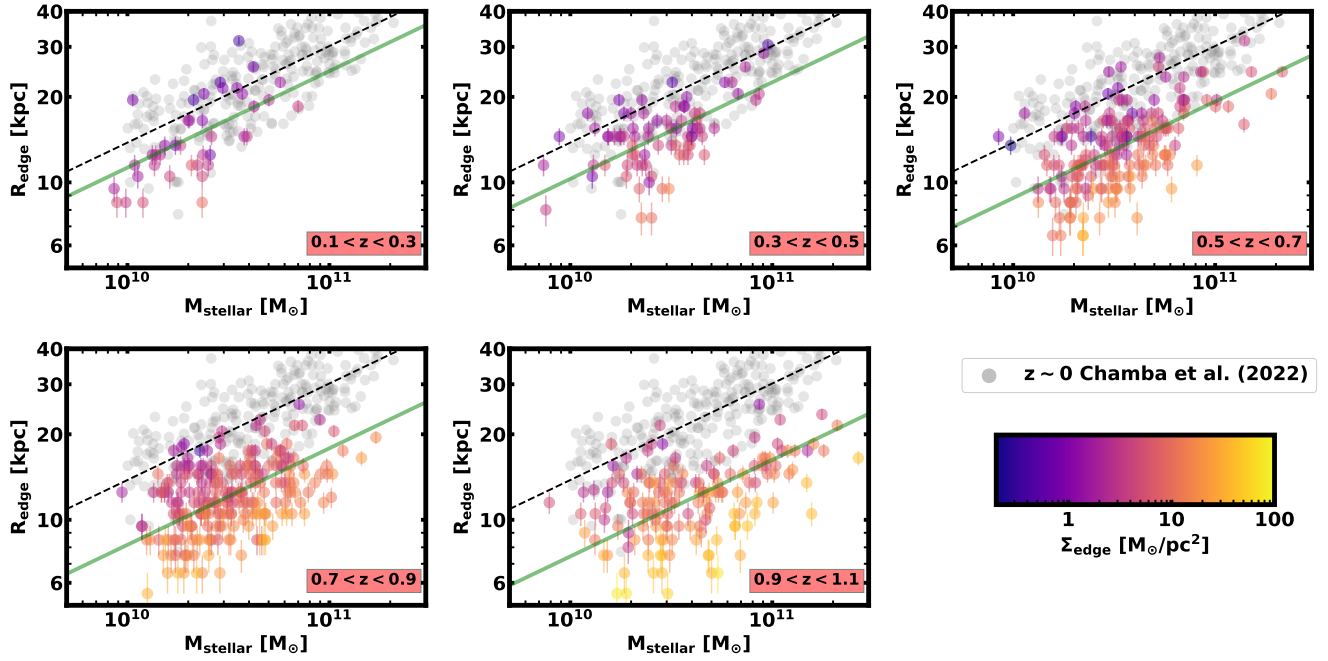 40
30
20
10
6
R_edge [kpc]
0.1 < z < 0.3
10^10
10^11
M_stellar [M_⊙]
40
30
20
10
6
R_edge [kpc]
0.3 < z < 0.5
10^10
10^11
M_stellar [M_⊙]
40
30
20
10
6
R_edge [kpc]
0.5 < z < 0.7
10^10
10^11
M_stellar [M_⊙]
40
30
20
10
6
R_edge [kpc]
0.7 < z < 0.9
10^10
10^11
M_stellar [M_⊙]
40
30
20
10
6
R_edge [kpc]
0.9 < z < 1.1
10^10
10^11
M_stellar [M_⊙]
z ~ 0 Chamba et al. (2022)
1 10 100
Σ_edge [M_⊙/pc²]